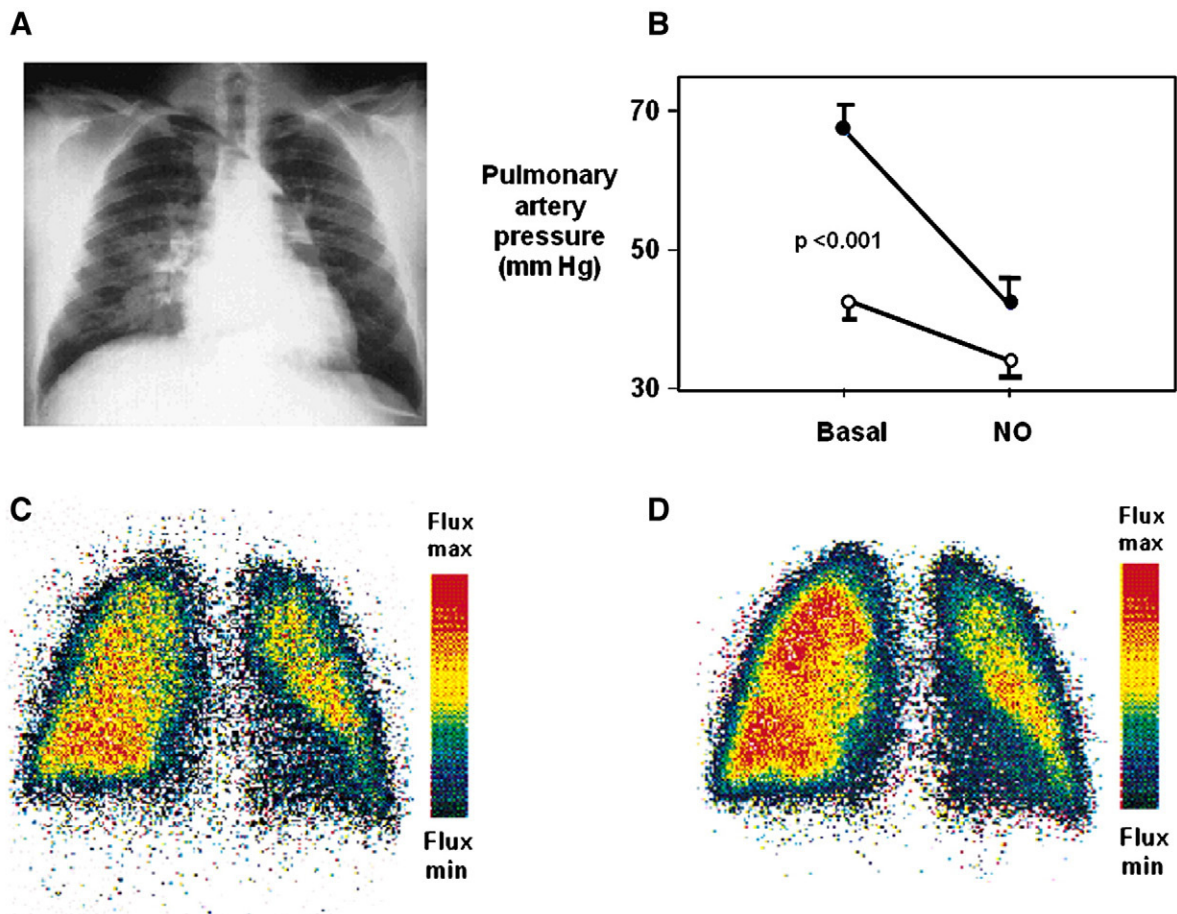 A
B
70
50
30
Pulmonary
artery
pressure
(mm Hg)
p <0.001
Basal
NO
C
Flux
max
Flux
min
D
Flux
max
Flux
min